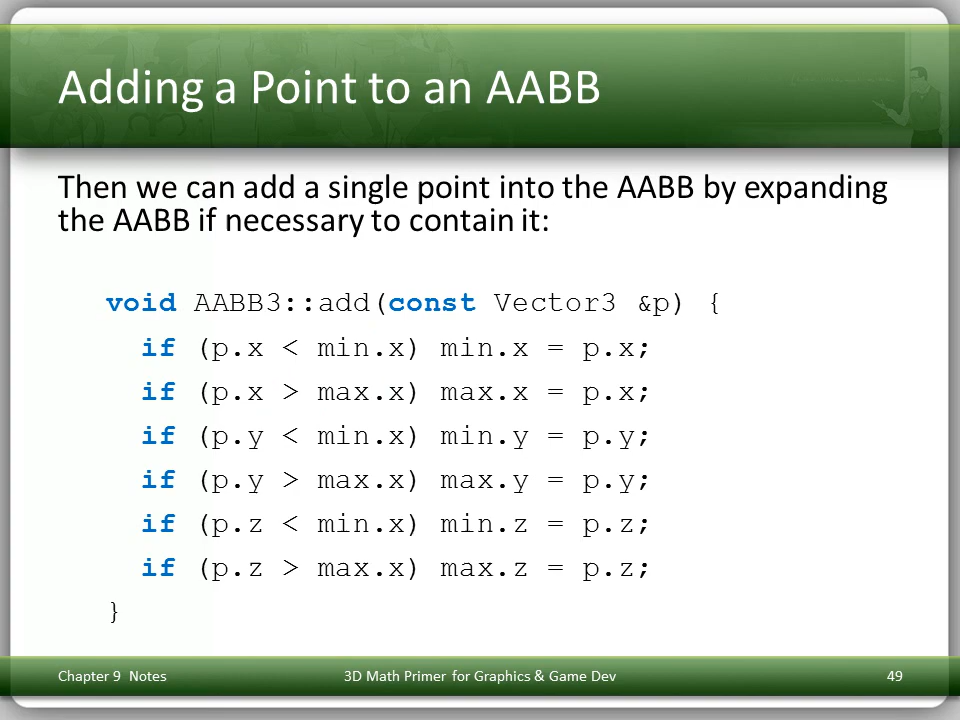 Adding a Point to an AABB
Then we can add a single point into the AABB by expanding
the AABB if necessary to contain it:
void AABB3::add(const Vector3 &p) {
if (p.x < min.x) min.x = p.x;
if (p.x > max.x) max.x = p.x;
if (p.y < min.x) min.y = p.y;
if (p.y > max.x) max.y = p.y;
if (p.z < min.x) min.z = p.z;
if (p.z > max.x) max.z = p.z;
}
Chapter 9 Notes
3D Math Primer for Graphics & Game Dev
49